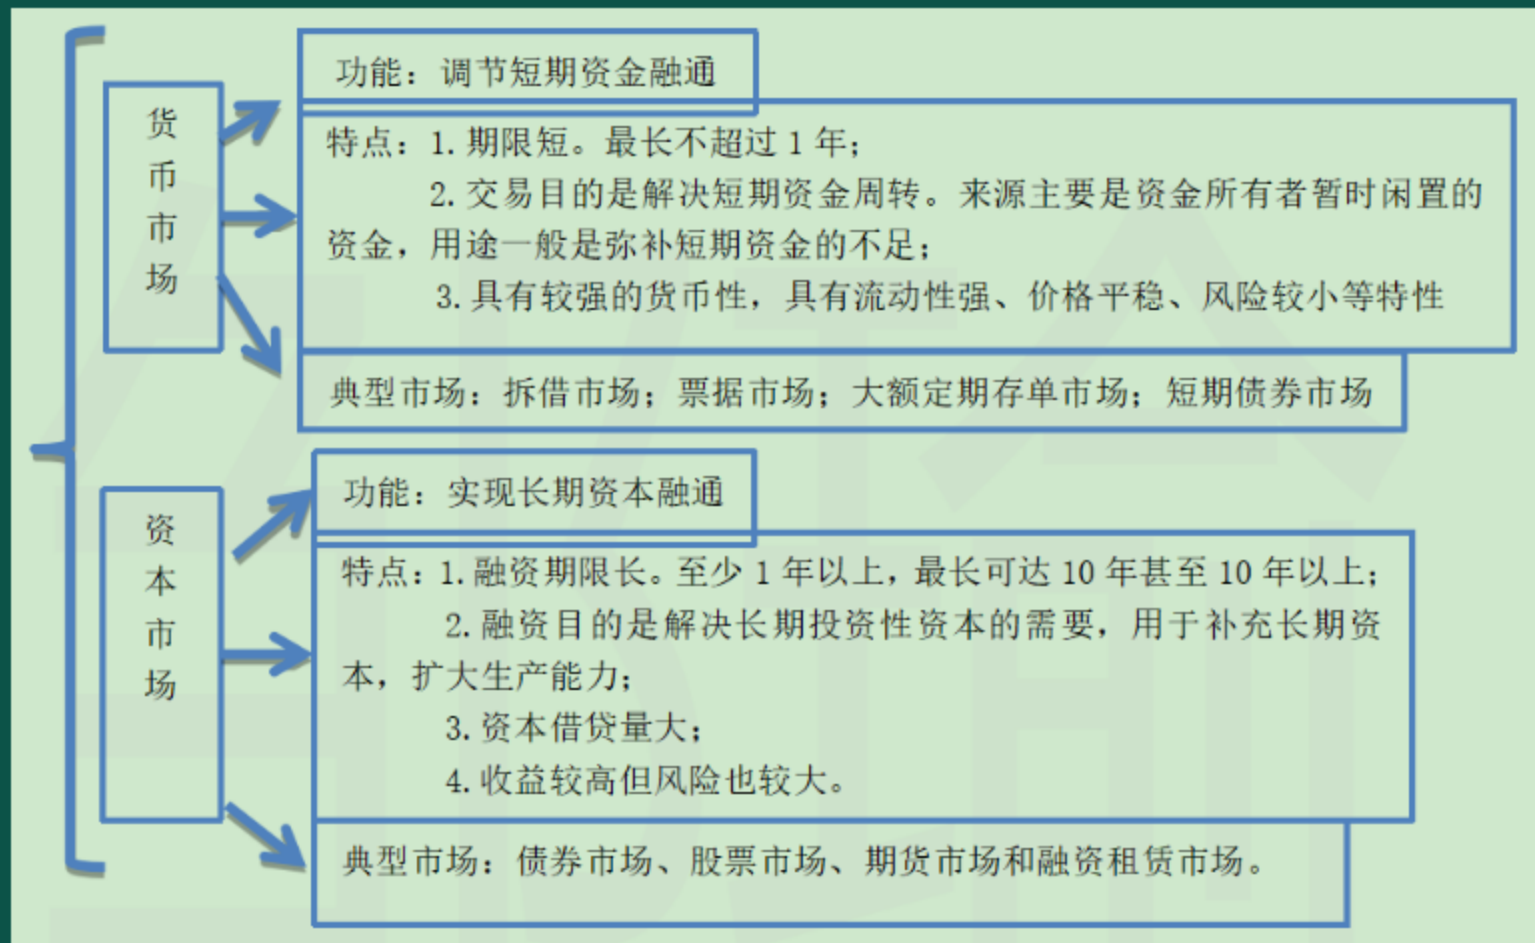 货币市场
功能：调节短期资金融通
特点：1.期限短。最长不超过 1 年；
2.交易目的是解决短期资金周转。来源主要是资金所有者暂时闲置的
资金，用途一般是弥补短期资金的不足；
3.具有较强的货币性，具有流动性强、价格平稳、风险较小等特性
典型市场：拆借市场；票据市场；大额定期存单市场；短期债券市场
资本市场
功能：实现长期资本融通
特点：1.融资期限长。至少 1 年以上，最长可达 10 年甚至 10 年以上；
2.融资目的是解决长期投资性资本的需要，用于补充长期资
本，扩大生产能力；
3.资本借贷量大；
4.收益较高但风险也较大。
典型市场：债券市场、股票市场、期货市场和融资租赁市场。